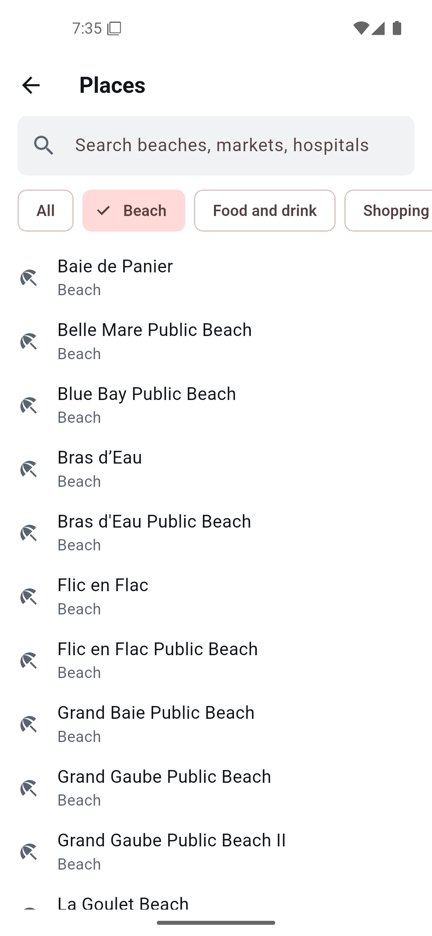 7:35
Places
Search beaches, markets, hospitals
All
Beach
Food and drink
Shopping
Baie de Panier
Beach
Belle Mare Public Beach
Beach
Blue Bay Public Beach
Beach
Bras d’Eau
Beach
Bras d'Eau Public Beach
Beach
Flic en Flac
Beach
Flic en Flac Public Beach
Beach
Grand Baie Public Beach
Beach
Grand Gaube Public Beach
Beach
Grand Gaube Public Beach II
Beach
La Goulet Beach